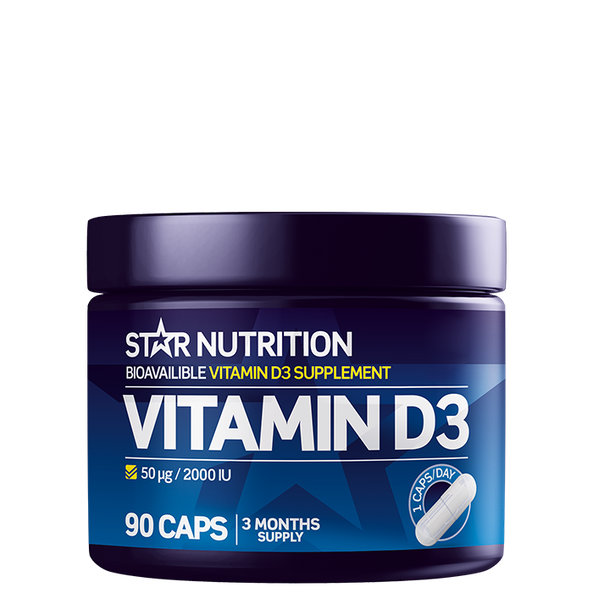 STAR NUTRITION
BIOAVAILIBLE VITAMIN D3 SUPPLEMENT
VITAMIN D3
50 µg / 2000 IU
90 CAPS
3 MONTHS
SUPPLY
1 CAPS/DAY